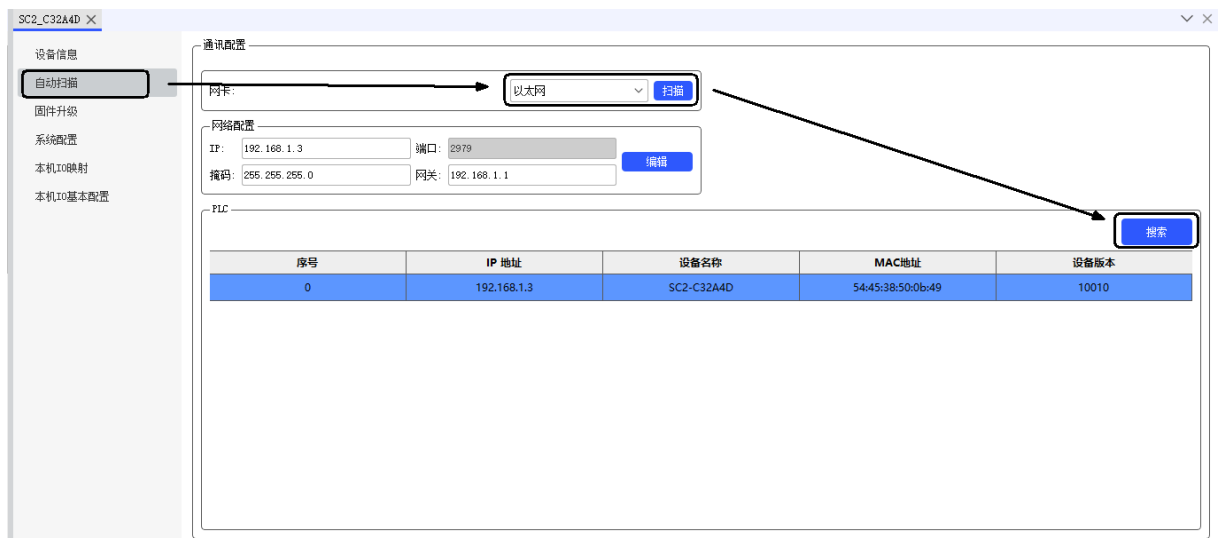 SC2_C32A4D
设备信息
自动扫描
固件升级
系统配置
本机IO映射
本机IO基本配置
通讯配置
网卡: 以太网 扫描
网络配置
IP: 192.168.1.3 端口: 2979
编辑
掩码: 255.255.255.0 网关: 192.168.1.1
PLC
搜索
序号 IP 地址 设备名称 MAC地址 设备版本
0 192.168.1.3 SC2-C32A4D 54:45:38:50:0b:49 10010